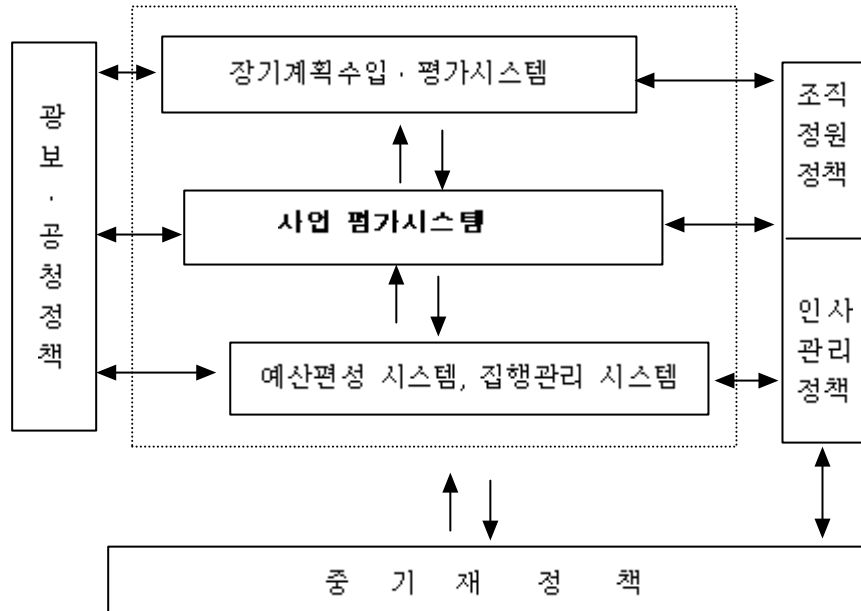 장기계획수입 · 평가시스템
광보 · 공청정책
조직
정원
정책
사언 평가시스템
인사
관리
정책
예산편성 시스템, 집행관리 시스템
중 기 재 정 책